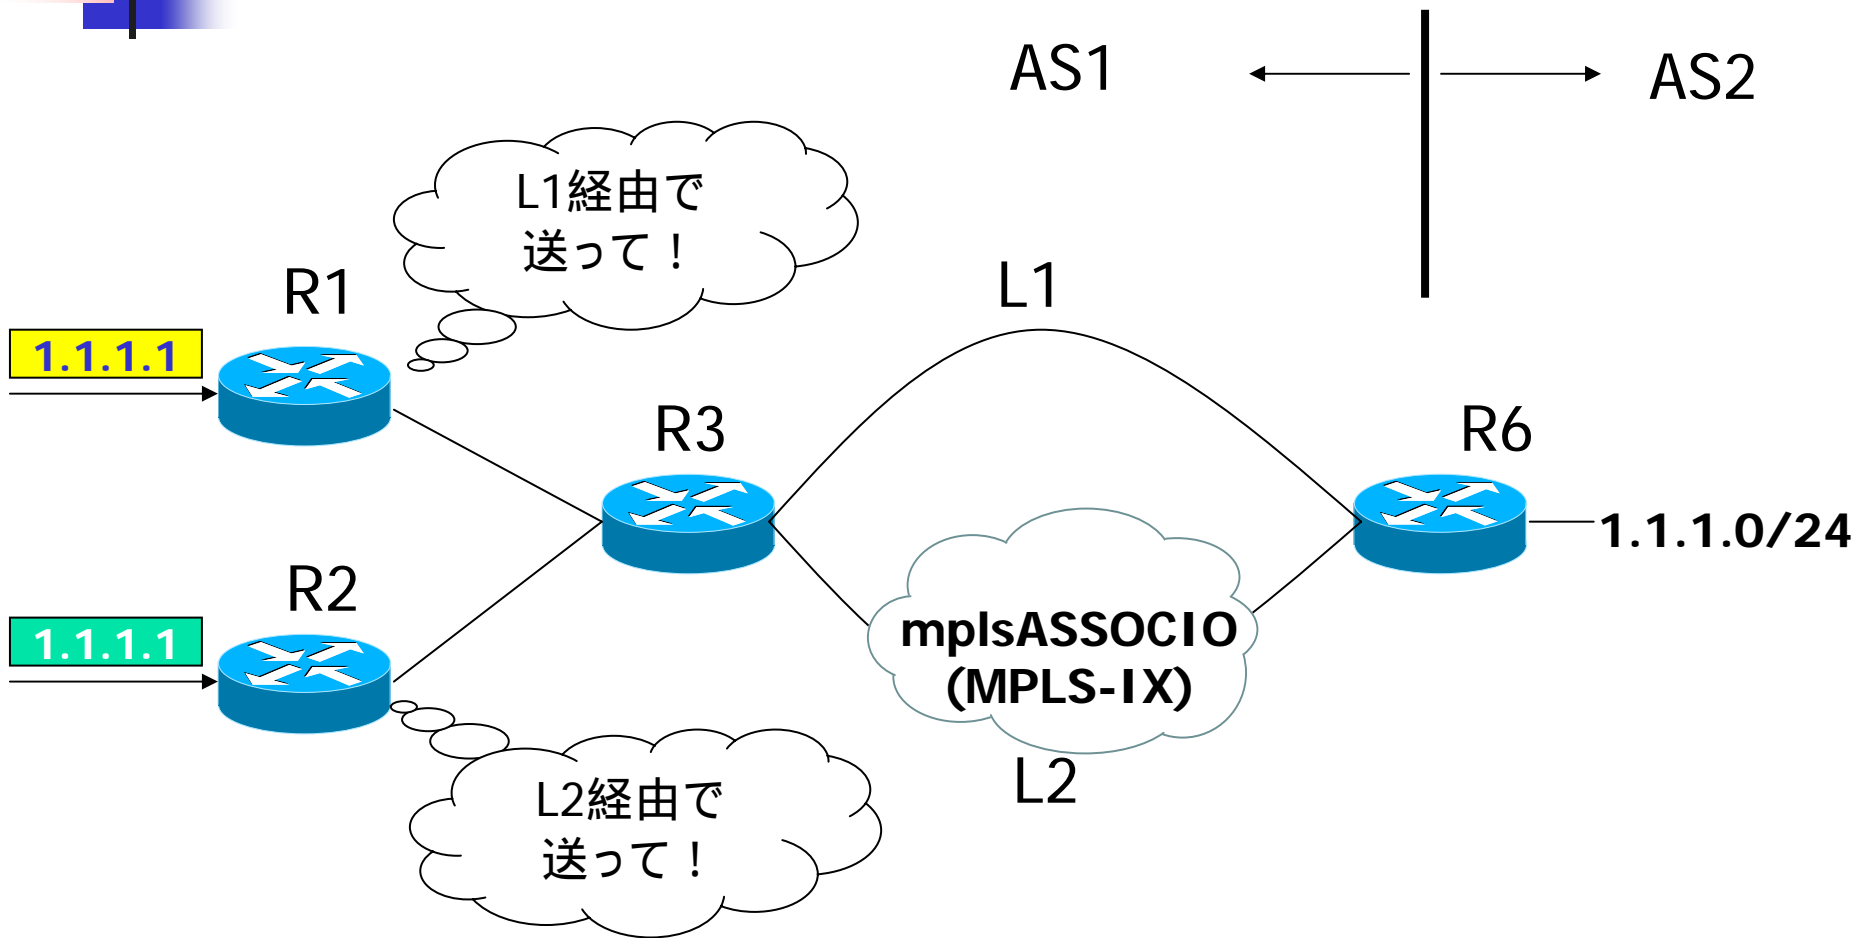 AS1
AS2
L1経由で
送って！
R1
L1
1.1.1.1
R3
R6
1.1.1.0/24
R2
1.1.1.1
mplsASSOCIO
(MPLS-IX)
L2
L2経由で
送って！